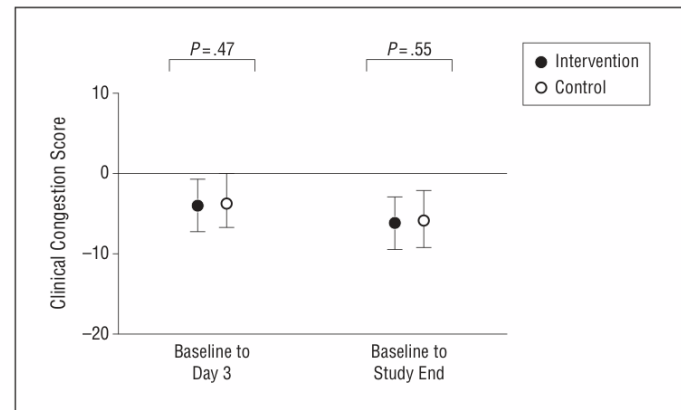 P = .47
P = .55
Intervention
Control
Clinical Congestion Score
10
0
–10
–20
Baseline to
Day 3
Baseline to
Study End